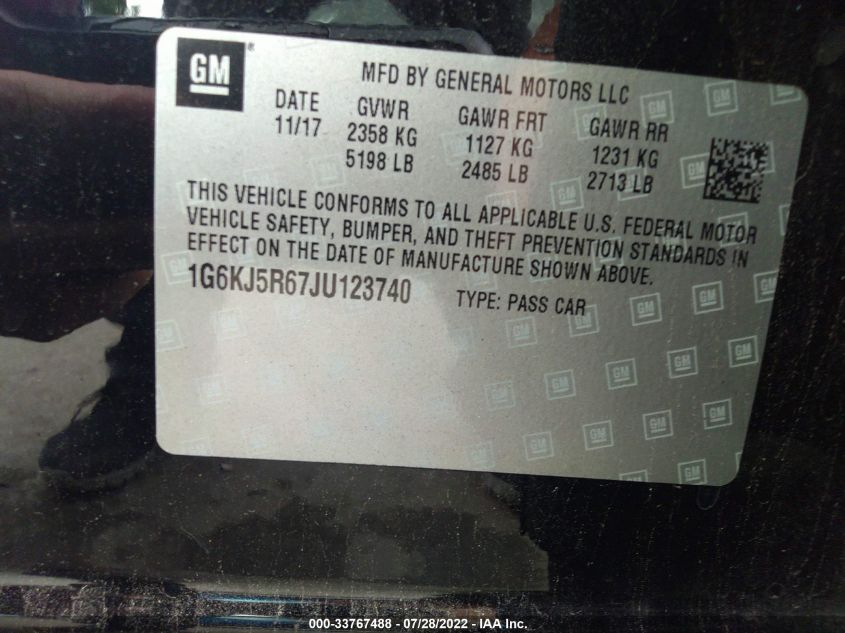 GM
MFD BY GENERAL MOTORS LLC
DATE GVWR GAWR FRT GAWR RR
11/17 2358 KG 1127 KG 1231 KG
5198 LB 2485 LB 2713 LB
THIS VEHICLE CONFORMS TO ALL APPLICABLE U.S. FEDERAL MOTOR
VEHICLE SAFETY, BUMPER, AND THEFT PREVENTION STANDARDS IN
EFFECT ON THE DATE OF MANUFACTURE SHOWN ABOVE.
1G6KJ5R67JU123740 TYPE: PASS CAR
000-33767488 - 07/28/2022 - IAA Inc.